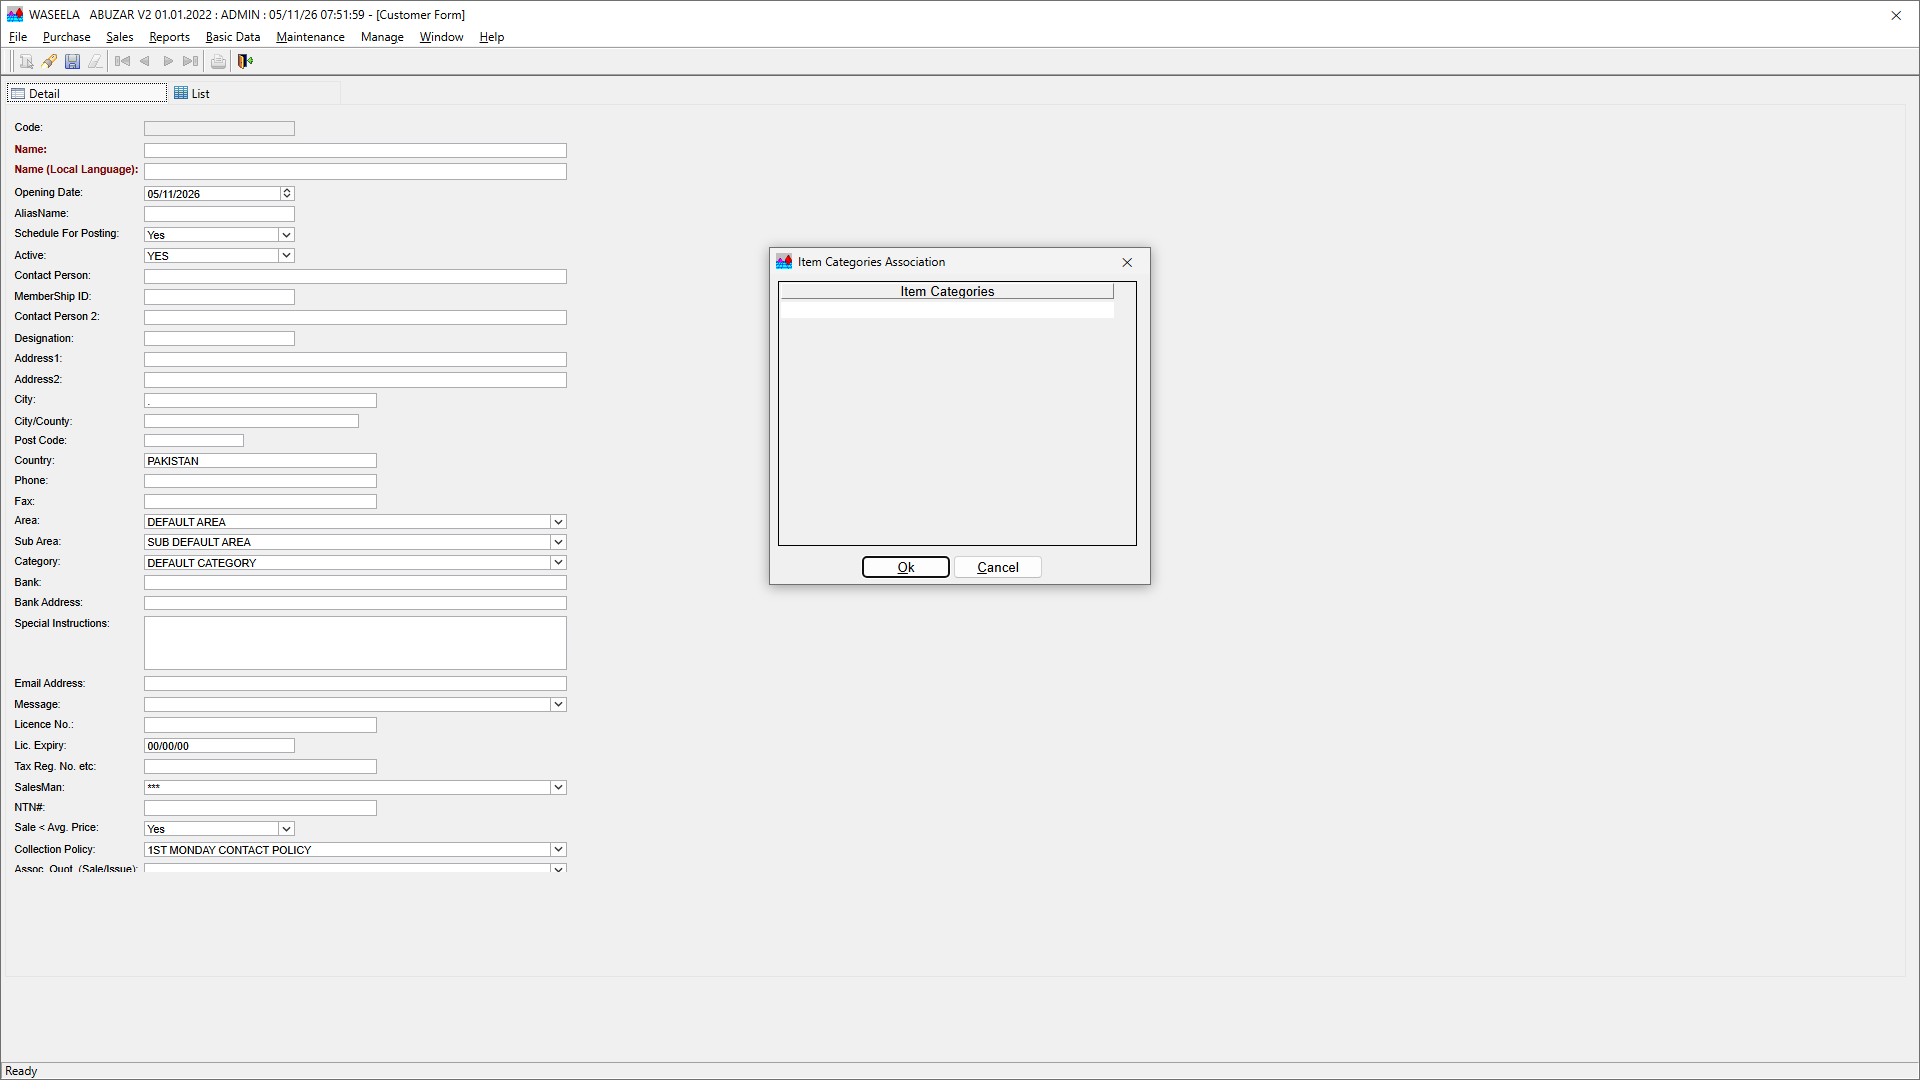 WASEELA   ABUZAR V2 01.01.2022 : ADMIN : 05/11/26 07:51:59 - [Customer Form]
File Purchase Sales Reports Basic Data Maintenance Manage Window Help
Detail List
Code:
Name:
Name (Local Language):
Opening Date: 05/11/2026
AliasName:
Schedule For Posting: Yes
Active: YES
Contact Person:
MemberShip ID:
Contact Person 2:
Designation:
Address1:
Address2:
City: .
City/County:
Post Code:
Country: PAKISTAN
Phone:
Fax:
Area: DEFAULT AREA
Sub Area: SUB DEFAULT AREA
Category: DEFAULT CATEGORY
Bank:
Bank Address:
Special Instructions:
Email Address:
Message:
Licence No.:
Lic. Expiry: 00/00/00
Tax Reg. No. etc:
SalesMan: ***
NTN#:
Sale < Avg. Price: Yes
Collection Policy: 1ST MONDAY CONTACT POLICY
Assoc. Quot. (Sale/Issue):
Item Categories Association
Item Categories
Ok Cancel
Ready